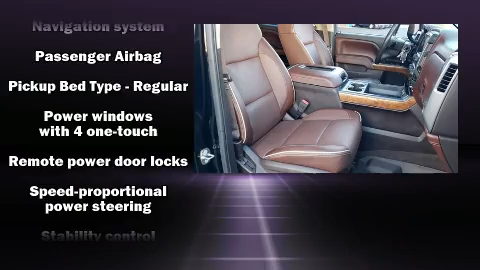 Navigation system
Passenger Airbag
Pickup Bed Type - Regular
Power windows
with 4 one-touch
Remote power door locks
Speed-proportional
power steering
Stability control